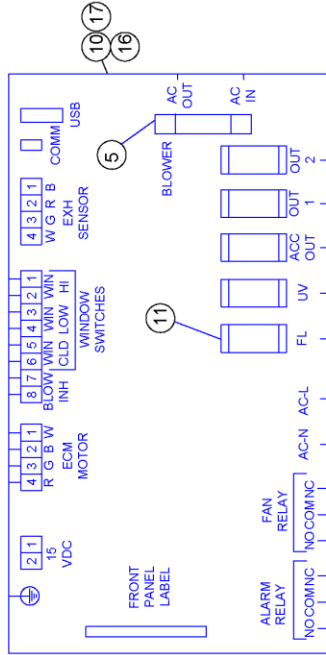 10 17
16
5
11
COMM
USB
4 3 2 1
W G R B
EXH
SENSOR
8 7 6 5 4 3 2 1
BLOW WIN WIN WIN
INH CLD LOW HI
WINDOW
SWITCHES
4 3 2 1
R G B W
ECM
MOTOR
2 1
15
VDC
FRONT
PANEL
LABEL
BLOWER
AC
OUT
AC
IN
ALARM
RELAY
NO COM NC
FAN
RELAY
NO COM NC
AC-N
AC-L
FL
UV
ACC
OUT
OUT
1
OUT
2